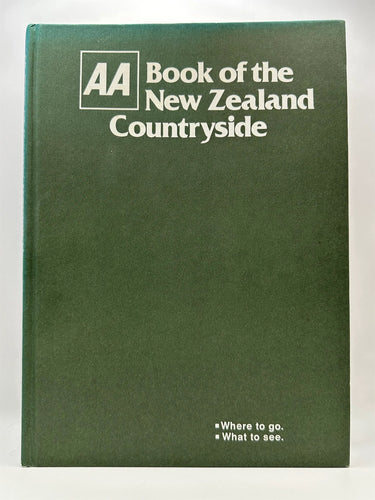 AA Book of the
New Zealand
Countryside
▪Where to go.
▪What to see.